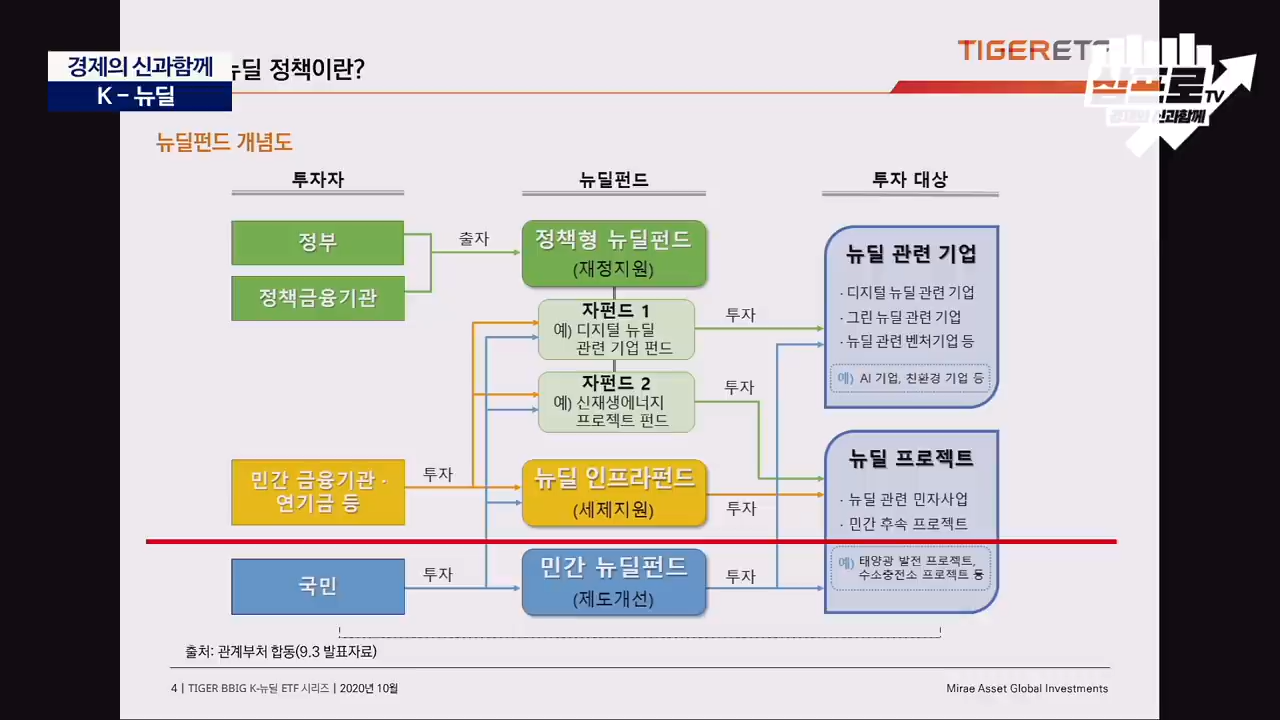 경제의 신과함께
K – 뉴딜
뉴딜 정책이란?
TIGERETF
삼프로TV
경제의 신과함께
뉴딜펀드 개념도
투자자
뉴딜펀드
투자 대상
정부
정책금융기관
출자
정책형 뉴딜펀드
(재정지원)
자펀드 1
예) 디지털 뉴딜
관련 기업 펀드
투자
자펀드 2
예) 신재생에너지
프로젝트 펀드
투자
뉴딜 관련 기업
· 디지털 뉴딜 관련 기업
· 그린 뉴딜 관련 기업
· 뉴딜 관련 벤처기업 등
예) AI 기업, 친환경 기업 등
민간 금융기관 ·
연기금 등
투자
뉴딜 인프라펀드
(세제지원)
투자
뉴딜 프로젝트
· 뉴딜 관련 민자사업
· 민간 후속 프로젝트
예) 태양광 발전 프로젝트,
수소충전소 프로젝트 등
국민
투자
민간 뉴딜펀드
(제도개선)
투자
출처: 관계부처 합동(9.3 발표자료)
4 | TIGER BBIG K-뉴딜 ETF 시리즈 | 2020년 10월
Mirae Asset Global Investments